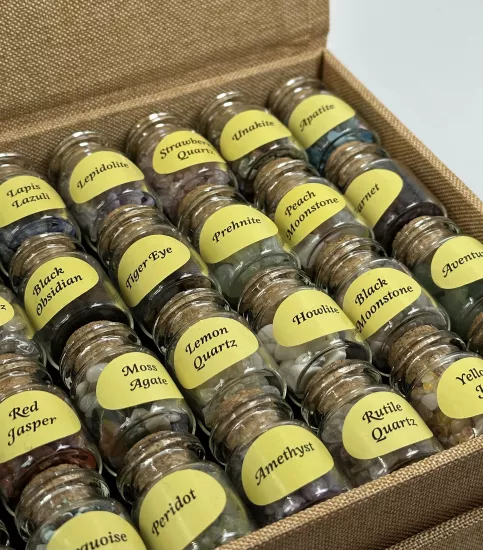 Lapis
Lazuli
Lepidolite
Strawberry
Quartz
Unakite
Apatite
Black
Obsidian
Tiger Eye
Prehnite
Peach
Moonstone
Red
Jasper
Moss
Agate
Lemon
Quartz
Howlite
Black
Moonstone
Peridot
Amethyst
Rutile
Quartz